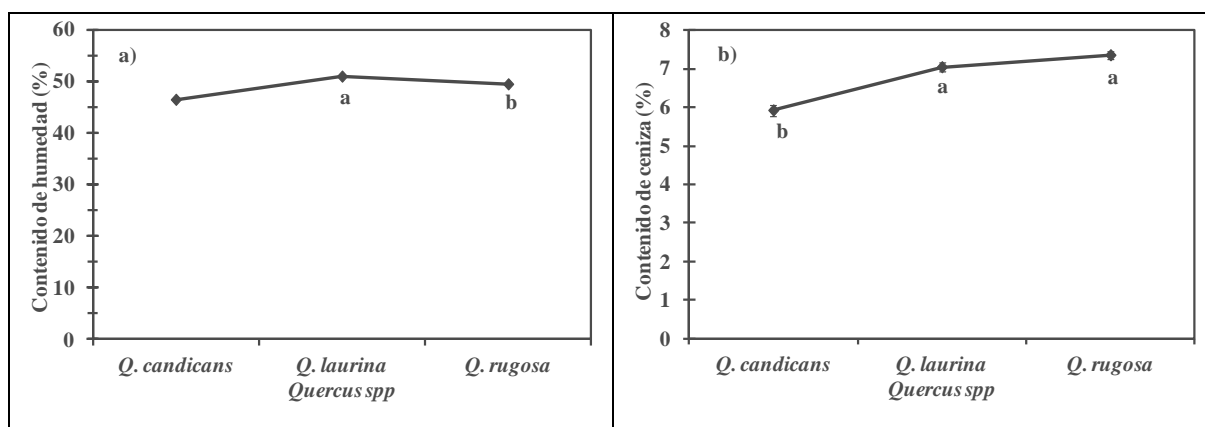 a)
Contenido de humedad (%)
60
50
40
30
20
10
0
a
b
Q. candicans
Q. laurina
Q. rugosa
Quercus spp
b)
Contenido de ceniza (%)
8
7
6
5
4
3
2
1
0
b
a
a
Q. candicans
Q. laurina
Q. rugosa
Quercus spp